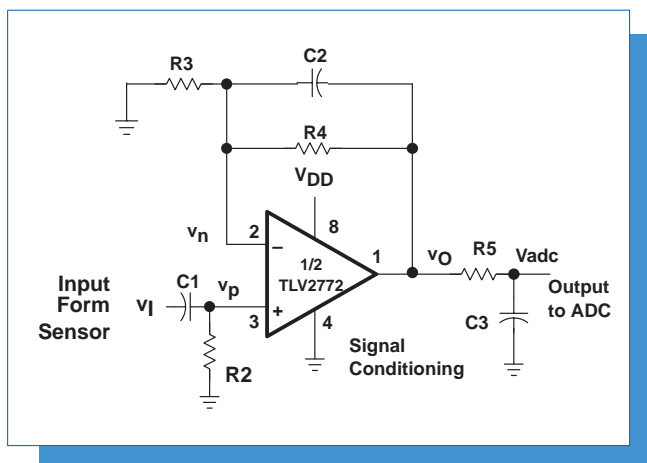 C2
R3
R4
VDD
8
2
vn
−
1
1/2
TLV2772
vO
R5
Vadc
Input
Form
Sensor
vI
C1
vp
+
3
4
Output
to ADC
C3
R2
Signal
Conditioning